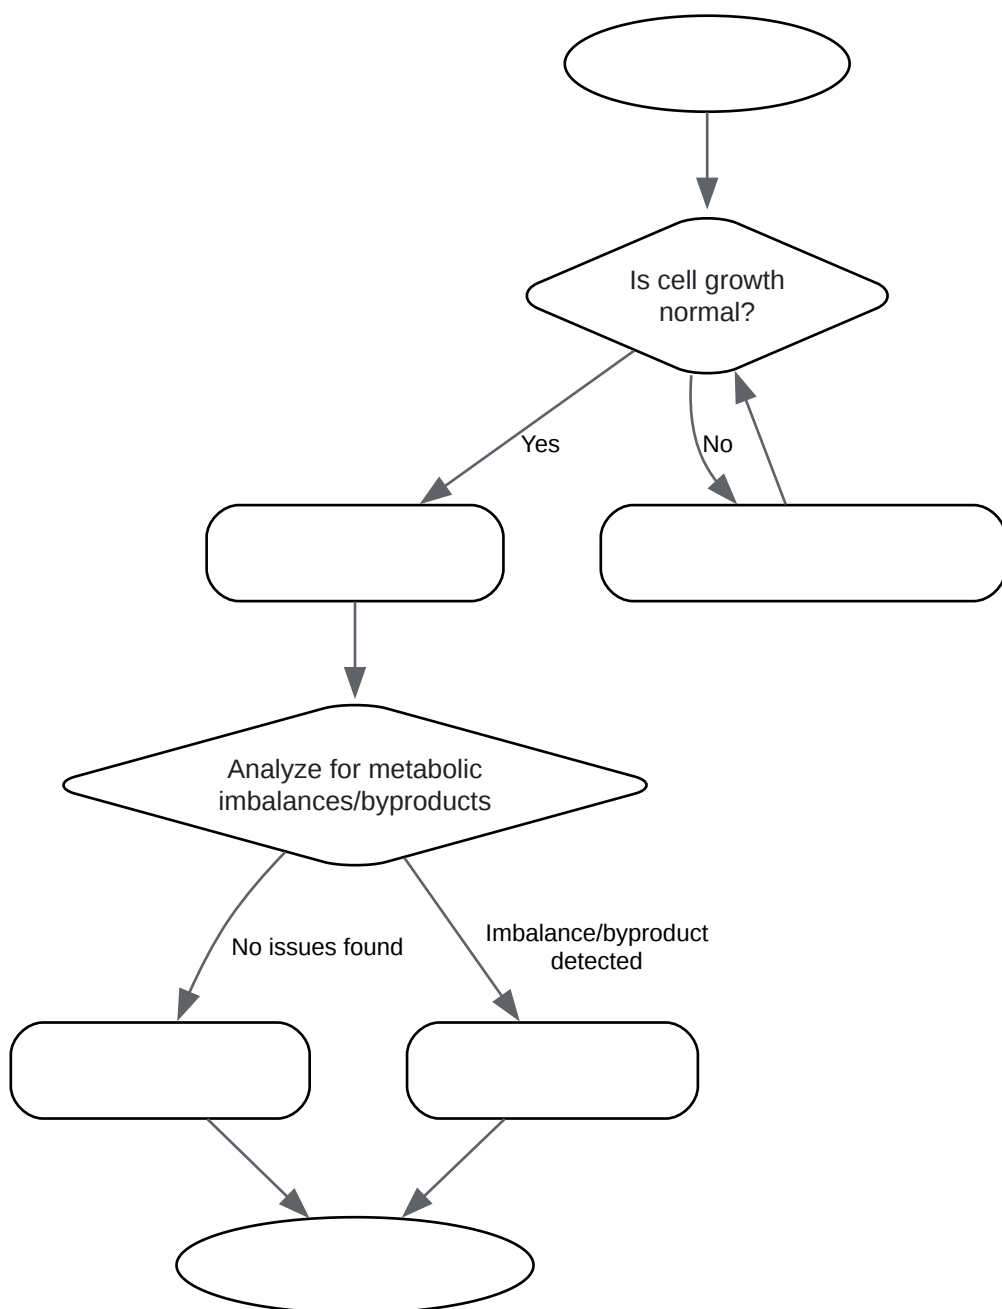 Is cell growth
normal?
Yes
No
Analyze for metabolic
imbalances/byproducts
No issues found
Imbalance/byproduct
detected